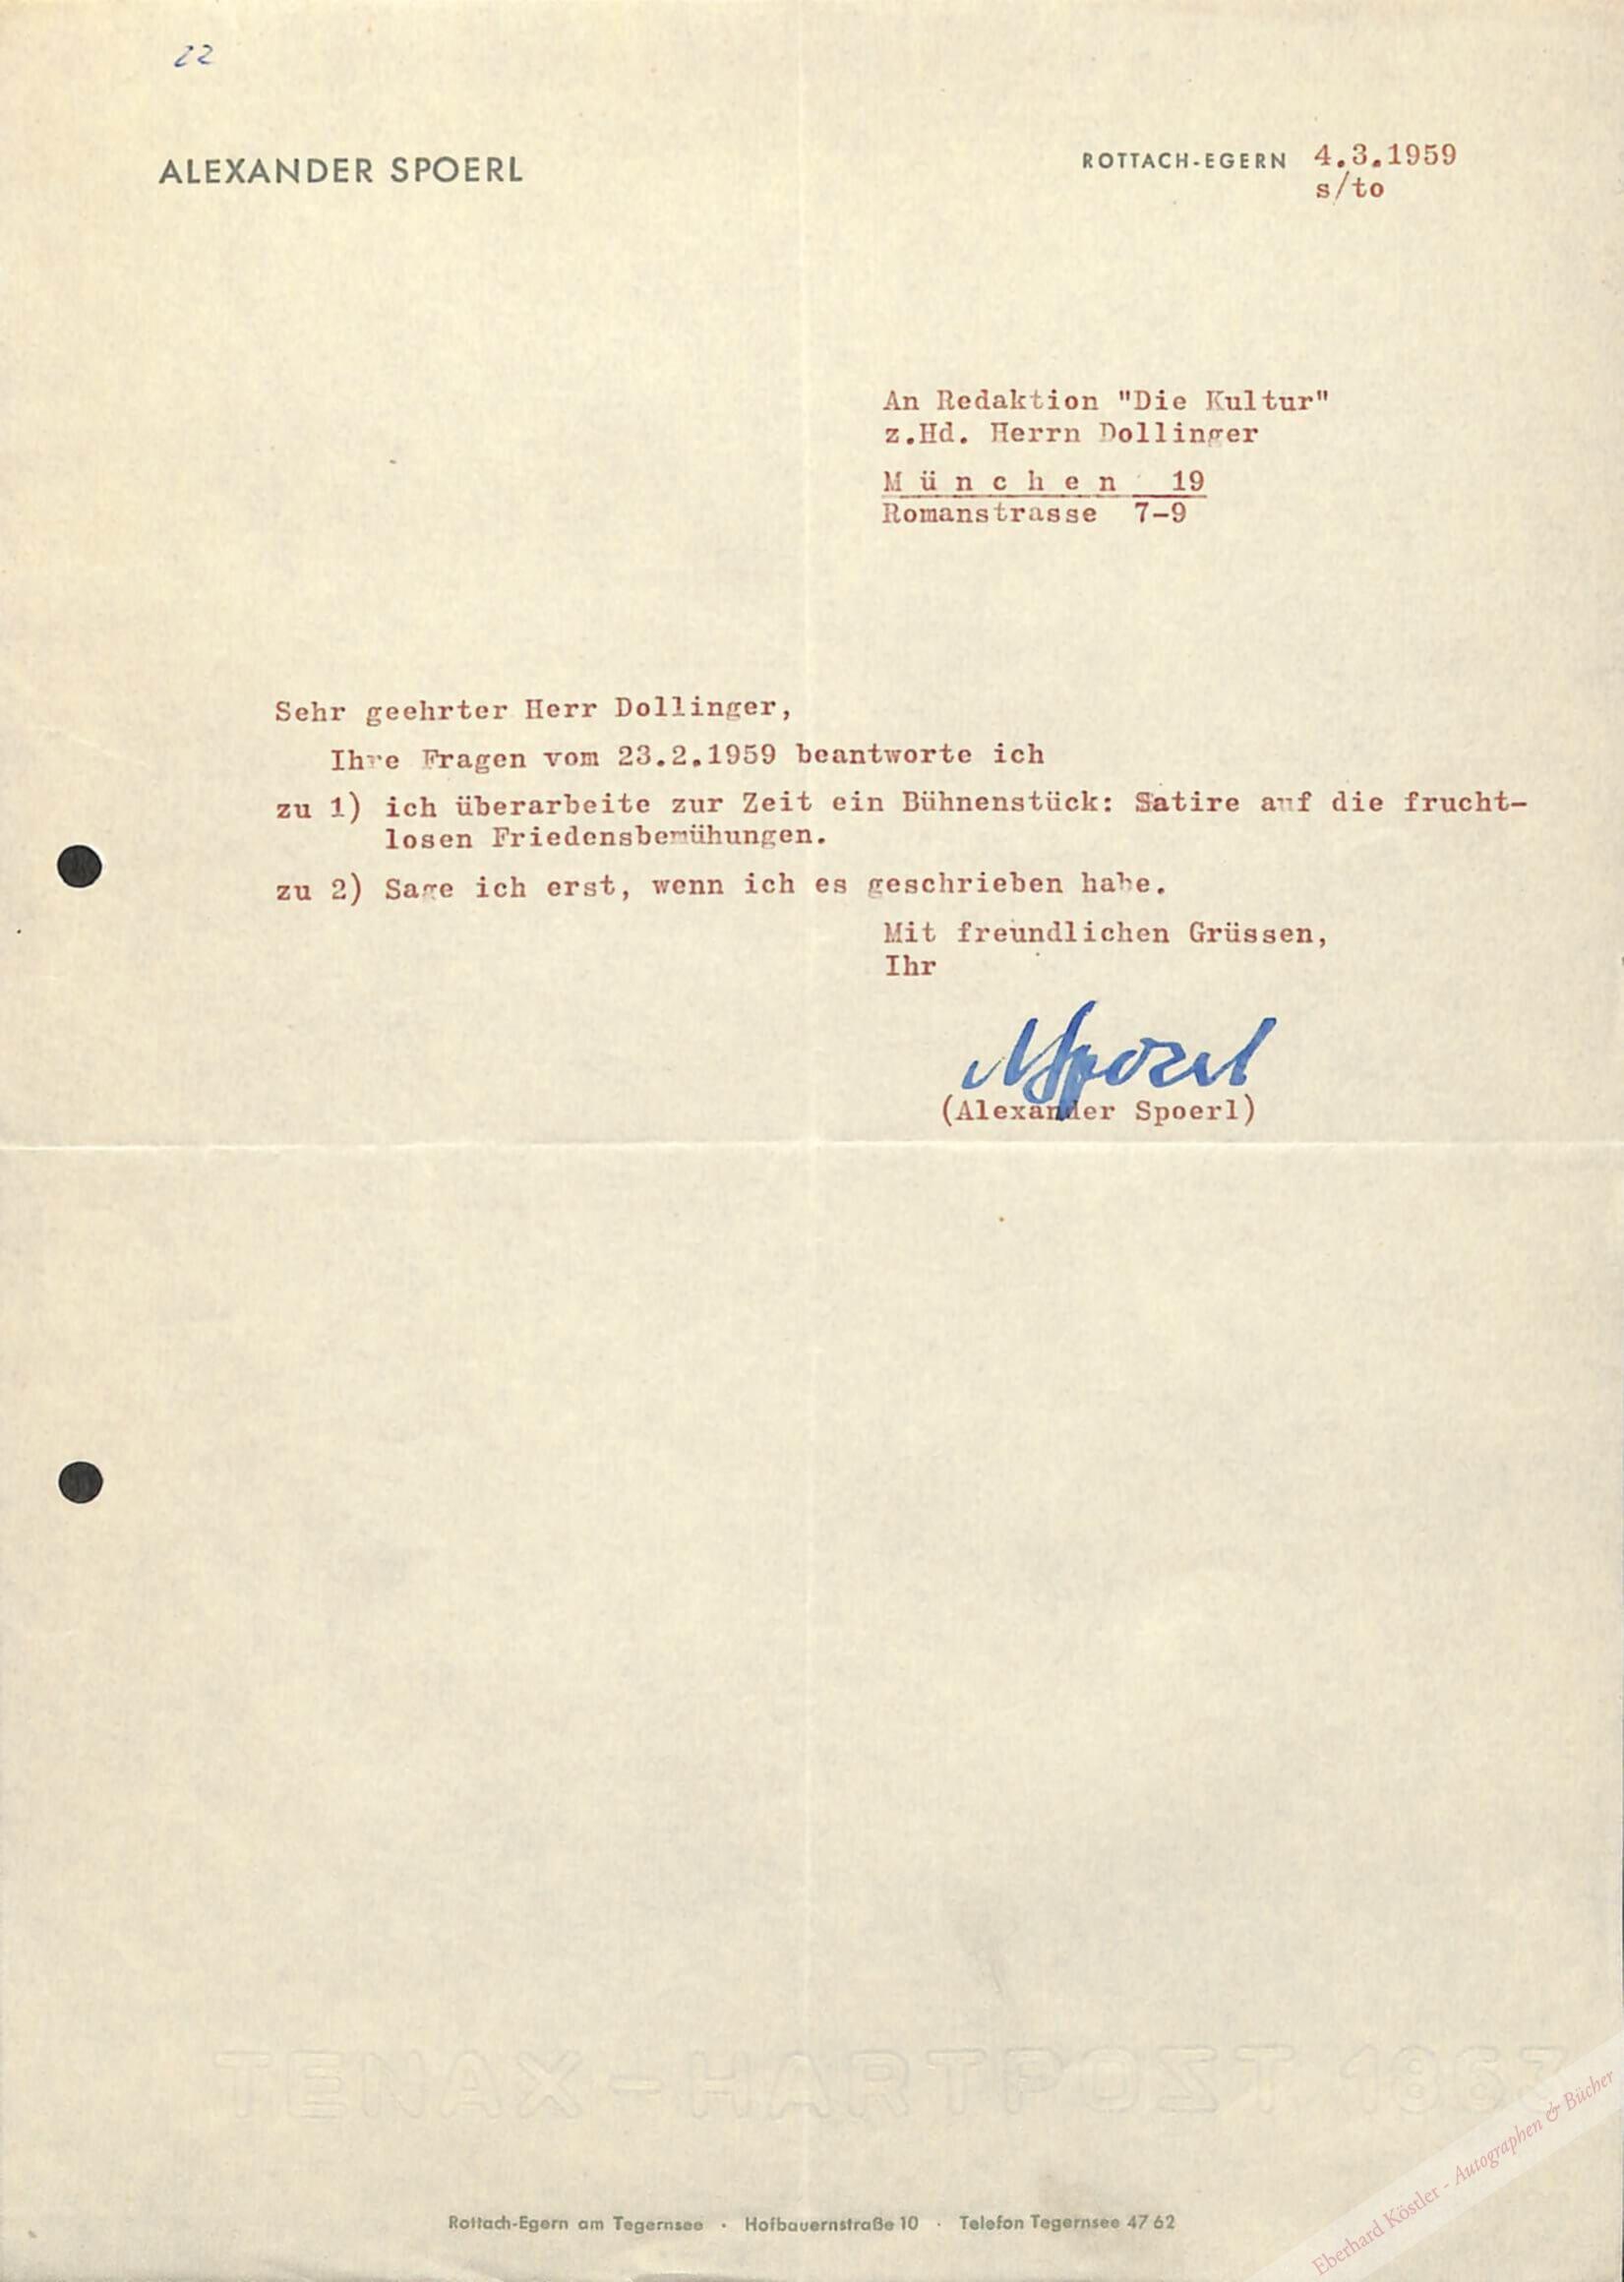 22
ALEXANDER SPOERL
ROTTACH-EGERN 4.3.1959
s/to
An Redaktion "Die Kultur"
z.Hd. Herrn Dollinger
M ü n c h e n 19
Romanstrasse 7-9
Sehr geehrter Herr Dollinger,
Ihre Fragen vom 23.2.1959 beantworte ich
zu 1) ich überarbeite zur Zeit ein Bühnenstück: Satire auf die frucht-
losen Friedensbemühungen.
zu 2) Sage ich erst, wenn ich es geschrieben habe.
Mit freundlichen Grüssen,
Ihr
ASpoerl
(Alexander Spoerl)
TENAX-HARTPOST 1863
Rottach-Egern am Tegernsee · Hofbauernstraße 10 · Telefon Tegernsee 47 62
Eberhard Köstler - Autographen & Bücher